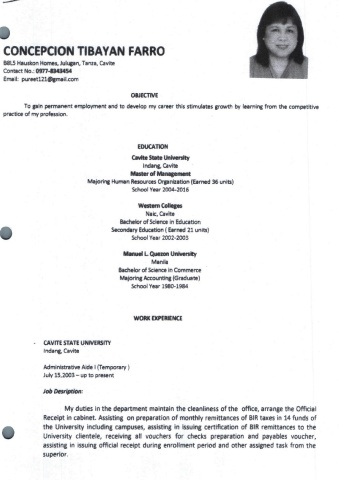 CONCEPCION TIBAYAN FARRO
Bl8L5 Hauskon Homes, Julugan, Tanza, Cavite
Contact No.: 0977-8343454
Email: pureet121@gmail.com
OBJECTIVE
To gain permanent employment and to develop my career this stimulates growth by learning from the competitive
practice of my profession.
EDUCATION
Cavite State University
Indang, Cavite
Master of Management
Majoring Human Resources Organization (Earned 36 units)
School Year 2004-2016
Western Colleges
Naic, Cavite
Bachelor of Science in Education
Secondary Education ( Earned 21 units)
School Year 2002-2003
Manuel L. Quezon University
Manila
Bachelor of Science in Commerce
Majoring Accounting (Graduate)
School Year 1980-1984
WORK EXPERIENCE
- CAVITE STATE UNIVERSITY
Indang, Cavite
Administrative Aide I (Temporary )
July 15,2003 – up to present
Job Desription:
My duties in the department maintain the cleanliness of the office, arrange the Official
Receipt in cabinet. Assisting on preparation of monthly remittances of BIR taxes in 14 funds of
the University including campuses, assisting in issuing certification of BIR remittances to the
University clientele, receiving all vouchers for checks preparation and payables voucher,
assisting in issuing official receipt during enrollment period and other assigned task from the
superior.